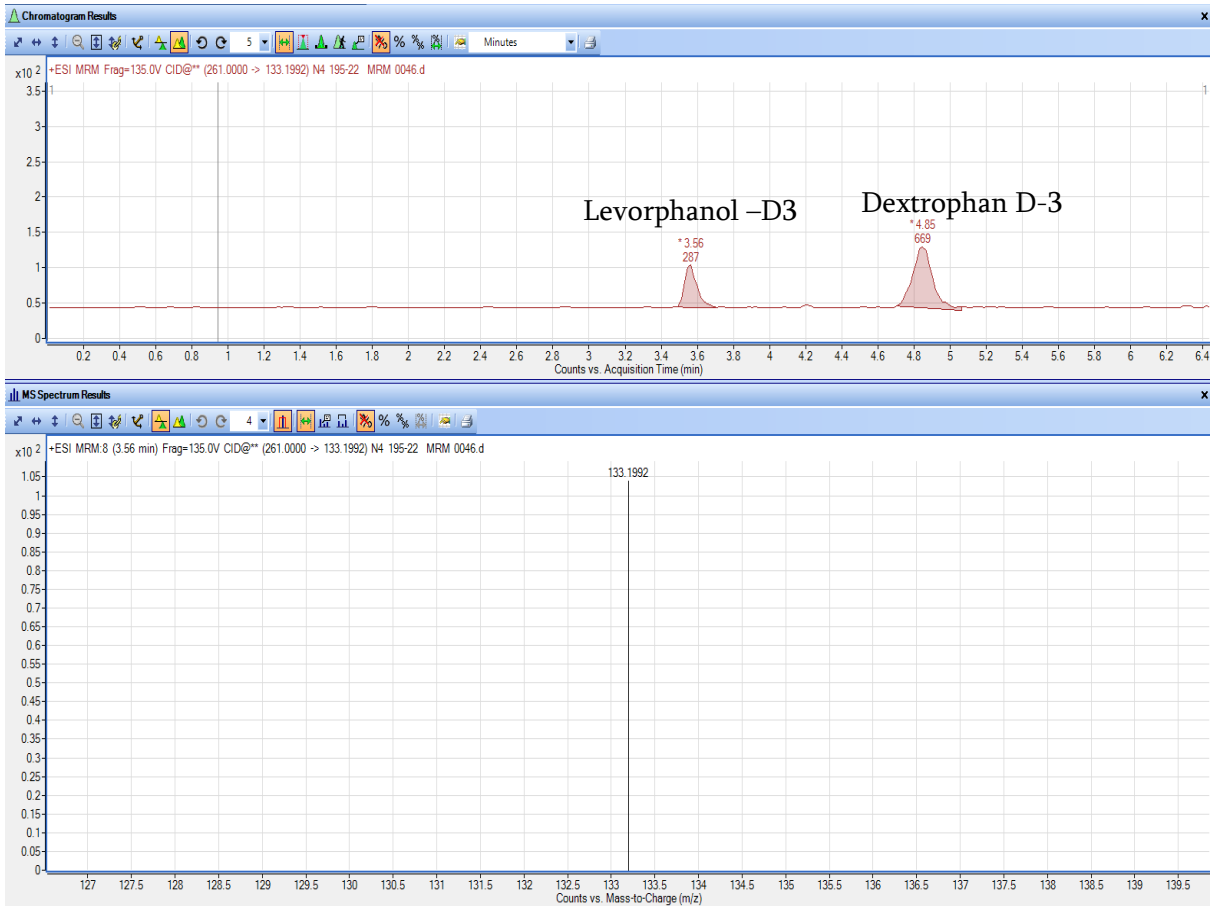 Chromatogram Results
x
5 % Minutes
x10 2 +ESI MRM Frag=135.0V CID@** (261.0000 -> 133.1992) N4 195-22 MRM 0046.d
3.5 1 1
3
2.5
2
Levorphanol –D3 Dextrophan D-3
1.5
* 3.56 * 4.85
287 669
1
0.5
0
0.2 0.4 0.6 0.8 1 1.2 1.4 1.6 1.8 2 2.2 2.4 2.6 2.8 3 3.2 3.4 3.6 3.8 4 4.2 4.4 4.6 4.8 5 5.2 5.4 5.6 5.8 6 6.2 6.4
Counts vs. Acquisition Time (min)
MS Spectrum Results
x
4 %
x10 2 +ESI MRM:8 (3.56 min) Frag=135.0V CID@** (261.0000 -> 133.1992) N4 195-22 MRM 0046.d
133.1992
1.05
1
0.95
0.9
0.85
0.8
0.75
0.7
0.65
0.6
0.55
0.5
0.45
0.4
0.35
0.3
0.25
0.2
0.15
0.1
0.05
0
127 127.5 128 128.5 129 129.5 130 130.5 131 131.5 132 132.5 133 133.5 134 134.5 135 135.5 136 136.5 137 137.5 138 138.5 139 139.5
Counts vs. Mass-to-Charge (m/z)